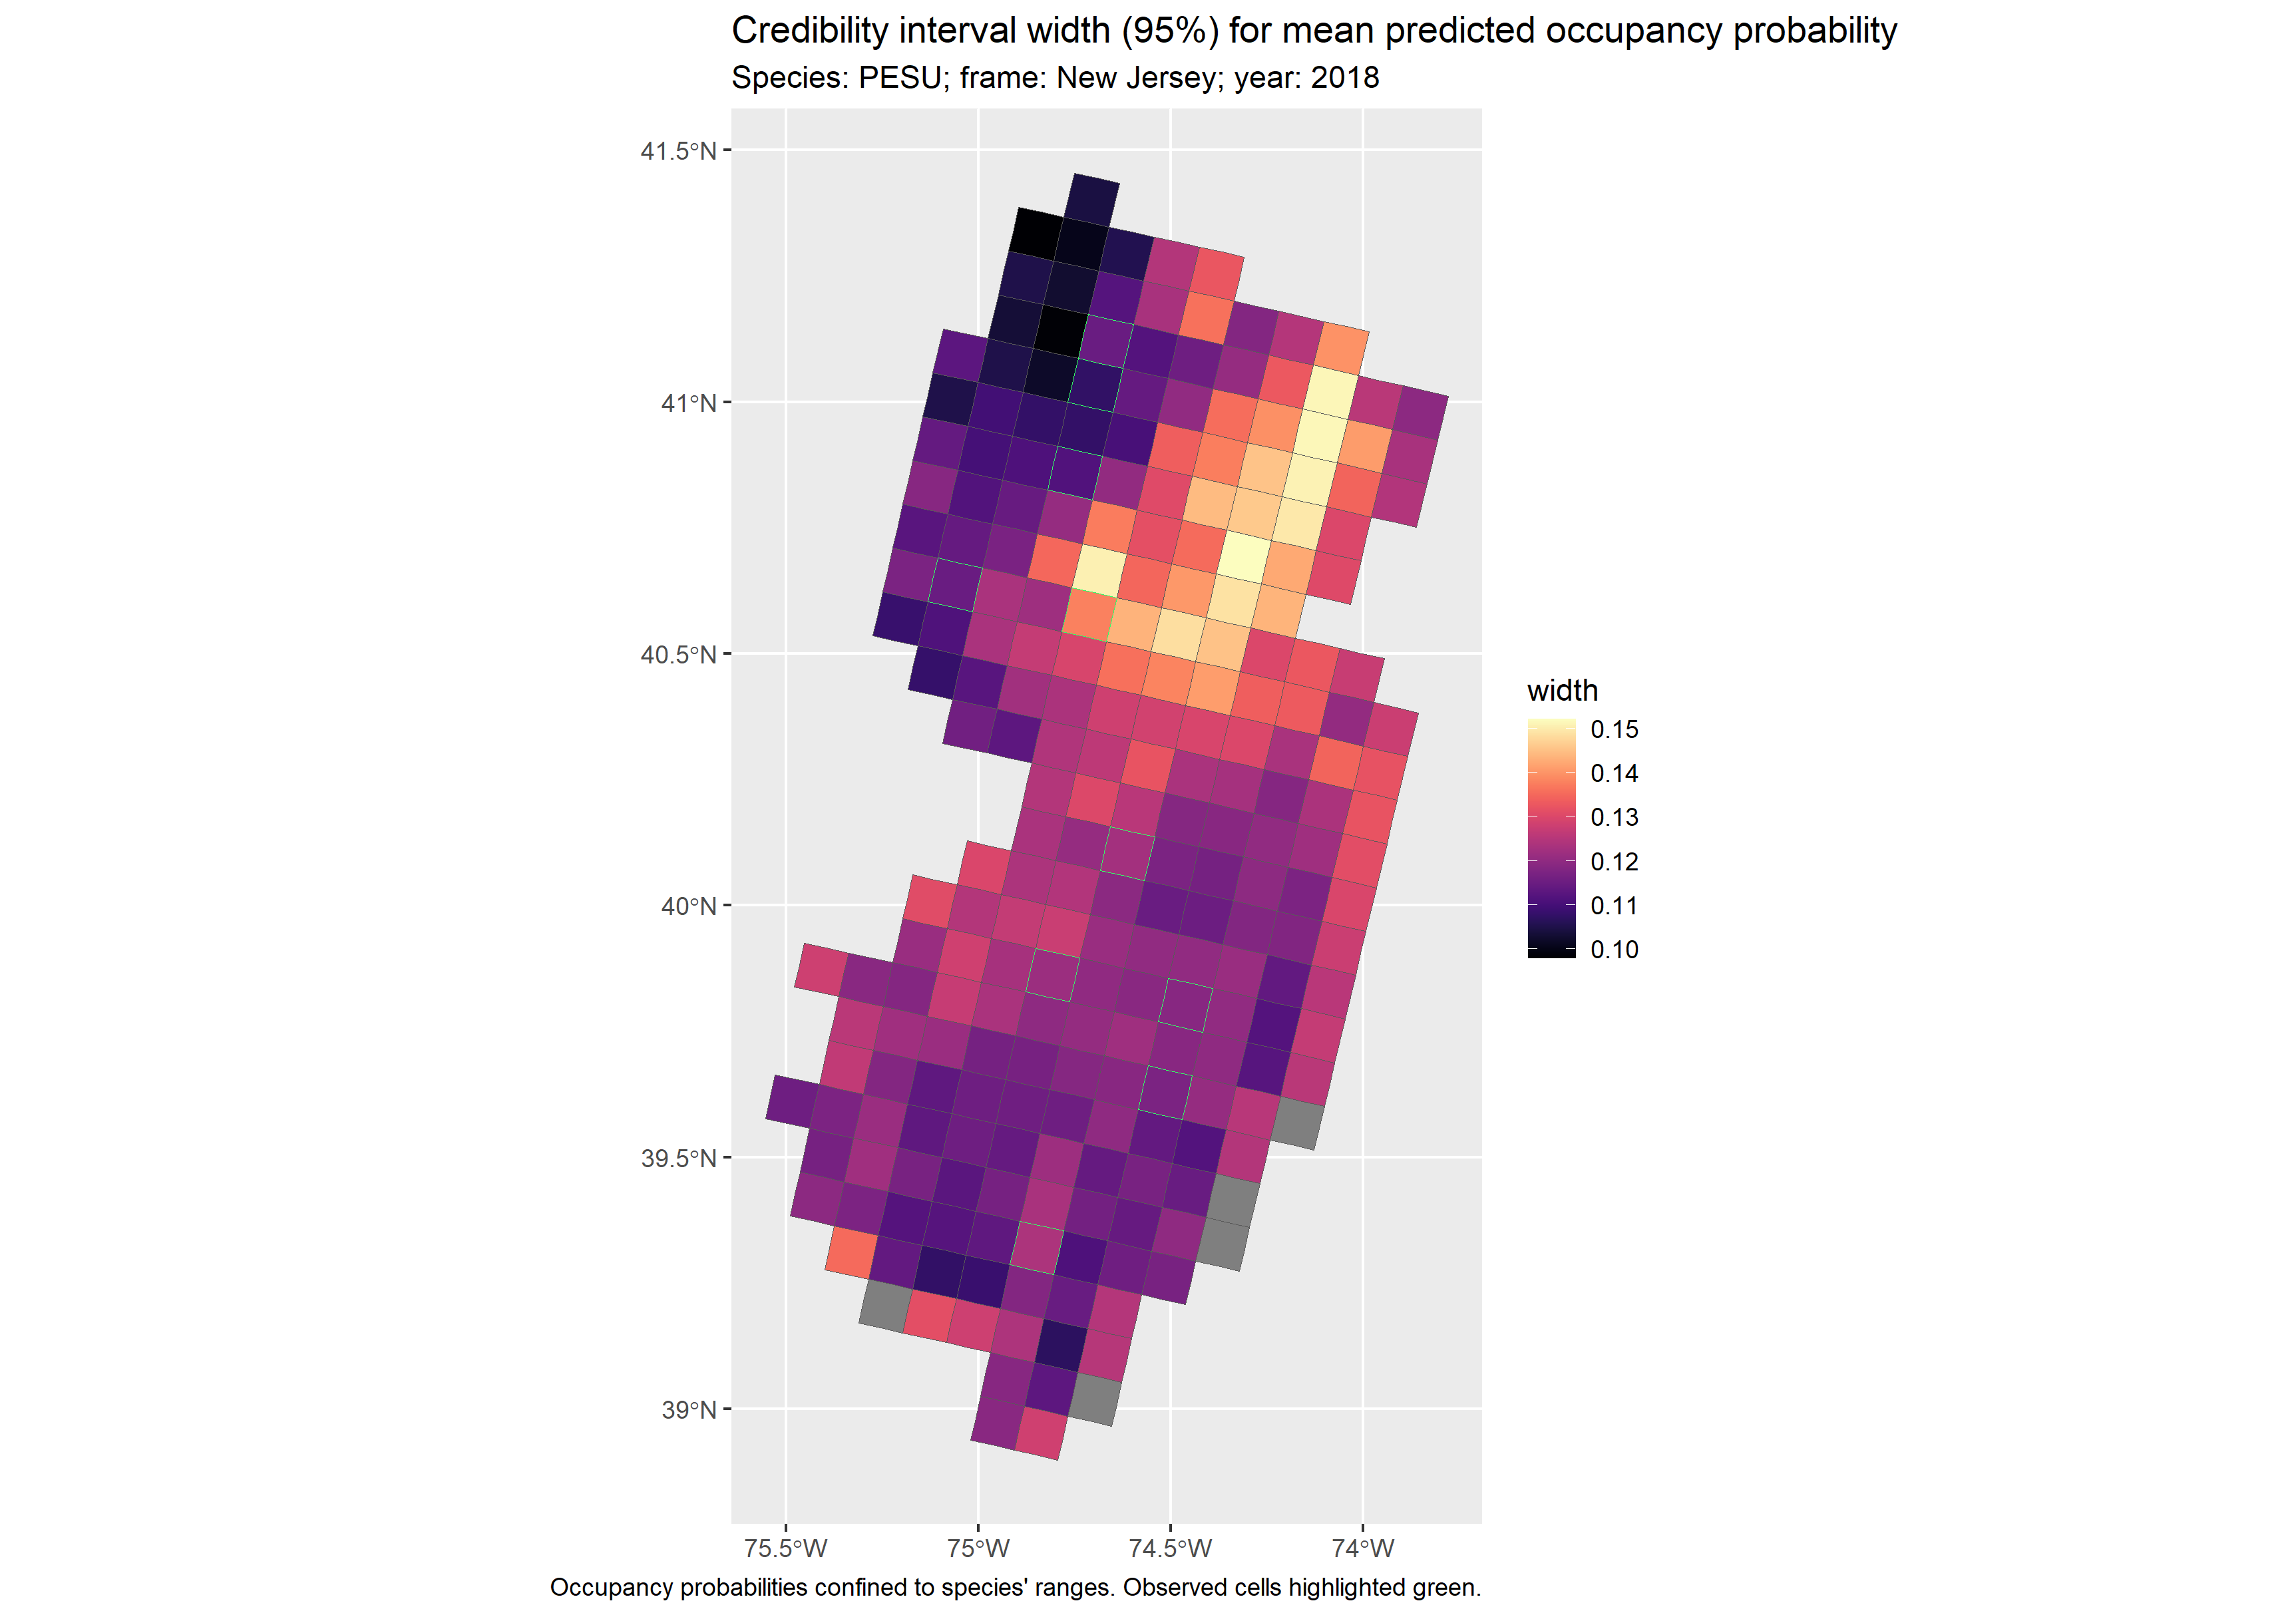 Credibility interval width (95%) for mean predicted occupancy probability
Species: PESU; frame: New Jersey; year: 2018
41.5°N
41°N
40.5°N
40°N
39.5°N
39°N
75.5°W
75°W
74.5°W
74°W
width
0.15
0.14
0.13
0.12
0.11
0.10
Occupancy probabilities confined to species' ranges. Observed cells highlighted green.